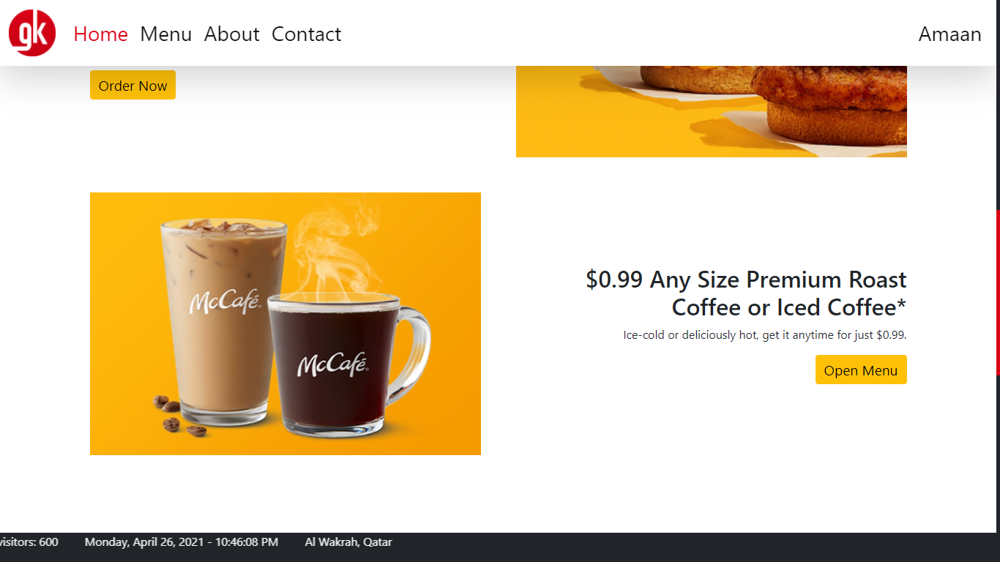 gk
Home Menu About Contact Amaan
Order Now
McCafé®
McCafé®
$0.99 Any Size Premium Roast
Coffee or Iced Coffee*
Ice-cold or deliciously hot, get it anytime for just $0.99.
Open Menu
visitors: 600 Monday, April 26, 2021 - 10:46:08 PM Al Wakrah, Qatar